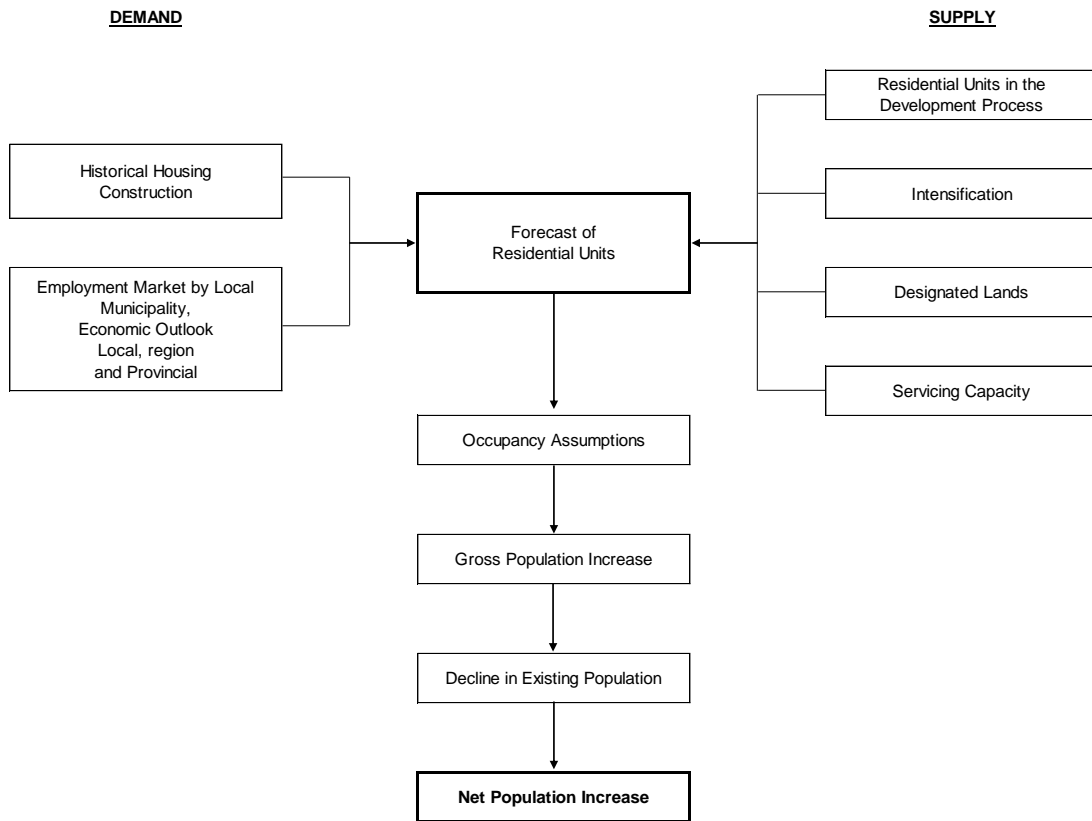 DEMAND
SUPPLY
Residential Units in the
Development Process
Historical Housing
Construction
Intensification
Forecast of
Residential Units
Employment Market by Local
Municipality,
Economic Outlook
Local, region
and Provincial
Designated Lands
Servicing Capacity
Occupancy Assumptions
Gross Population Increase
Decline in Existing Population
Net Population Increase